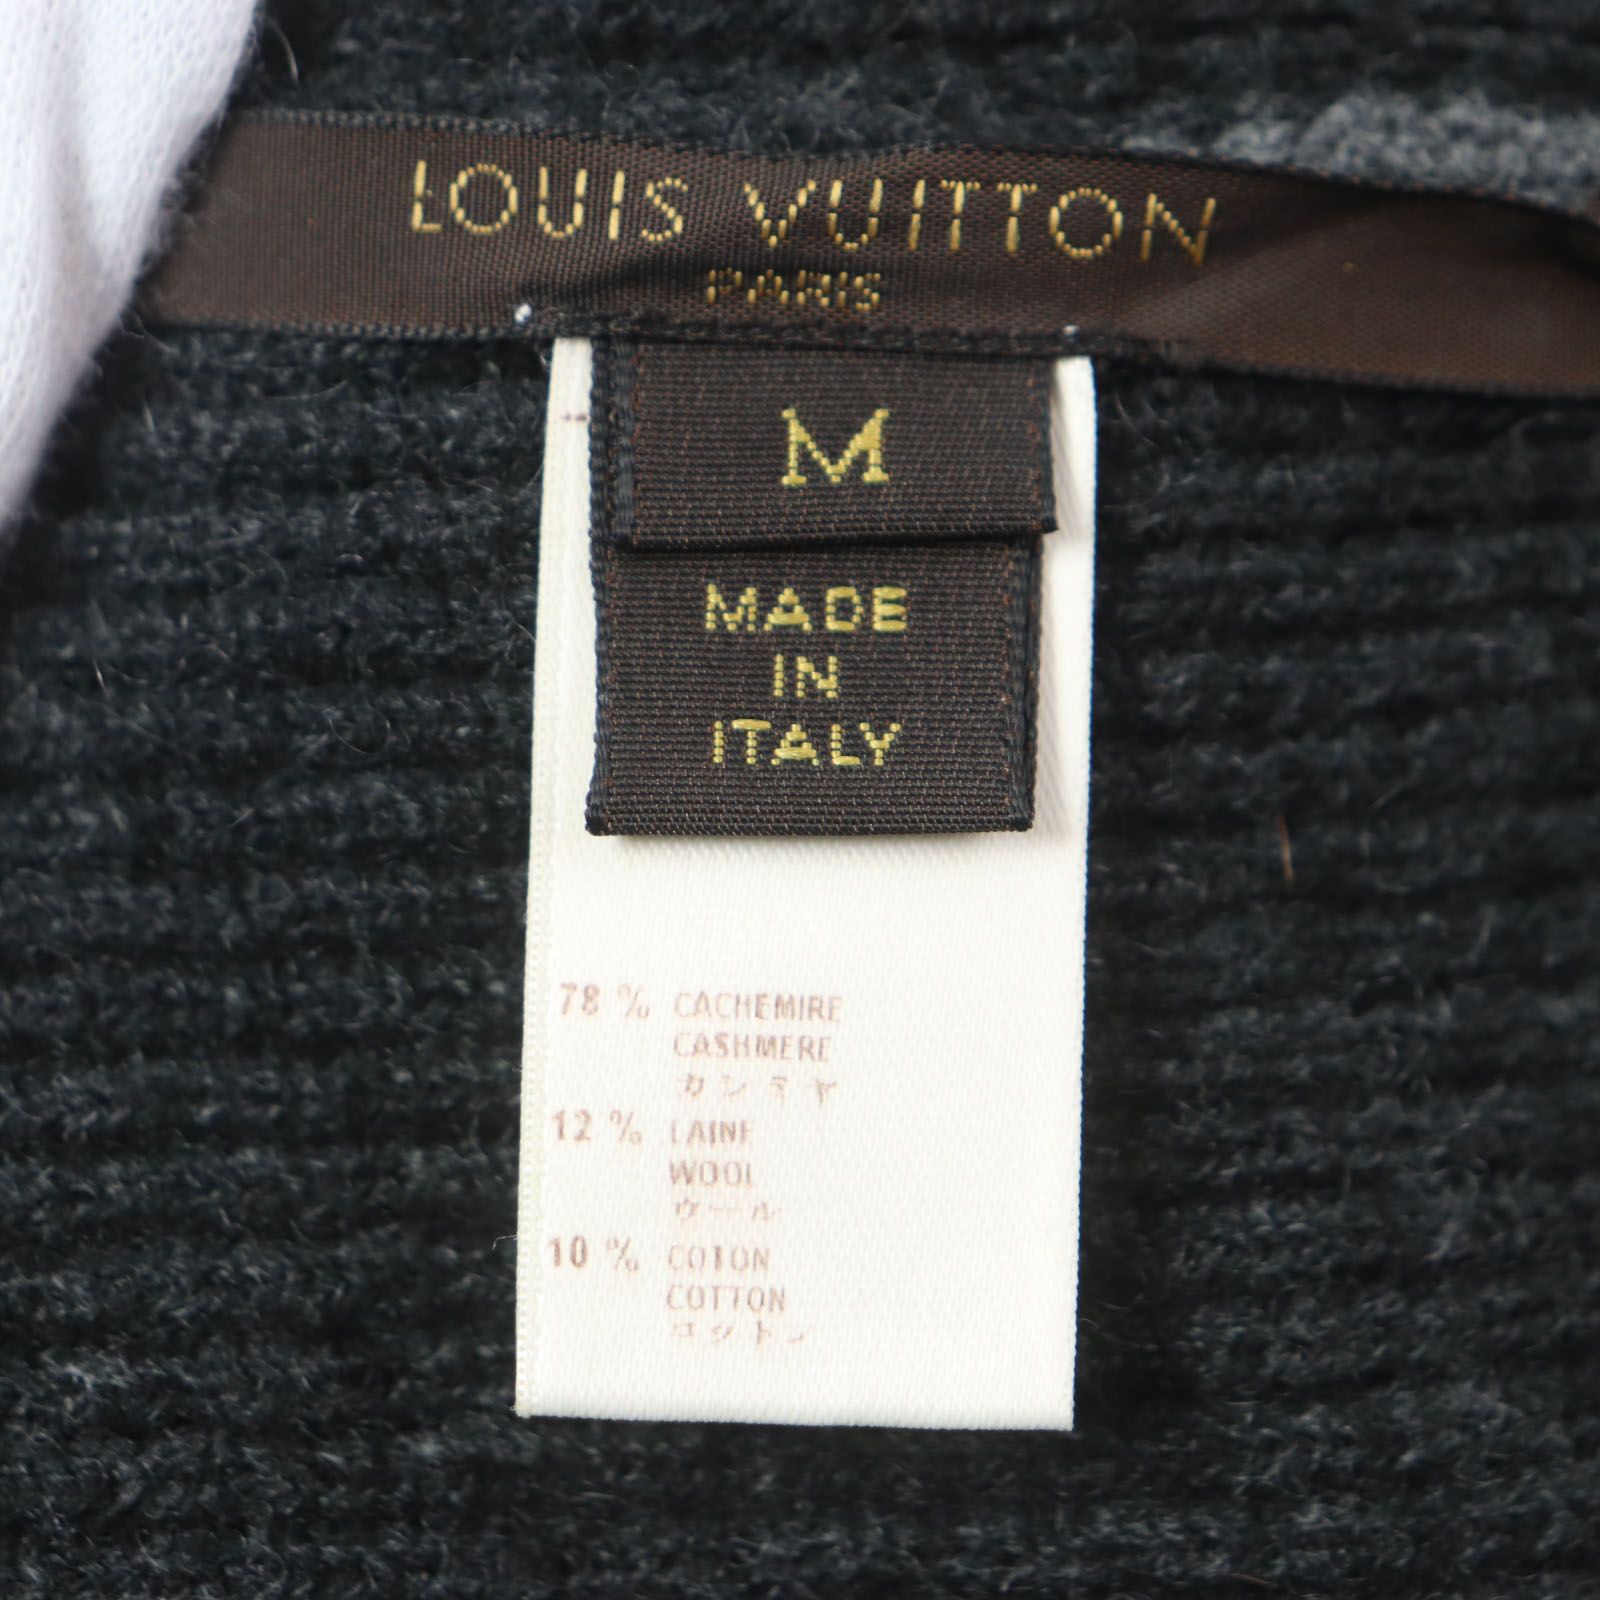 LOUIS VUITTON
PARIS
M
MADE
IN
ITALY
78 % CACHEMIRE
CASHMERE
カシミヤ
12 % LAINE
WOOL
ウール
10 % COTON
COTTON
コットン